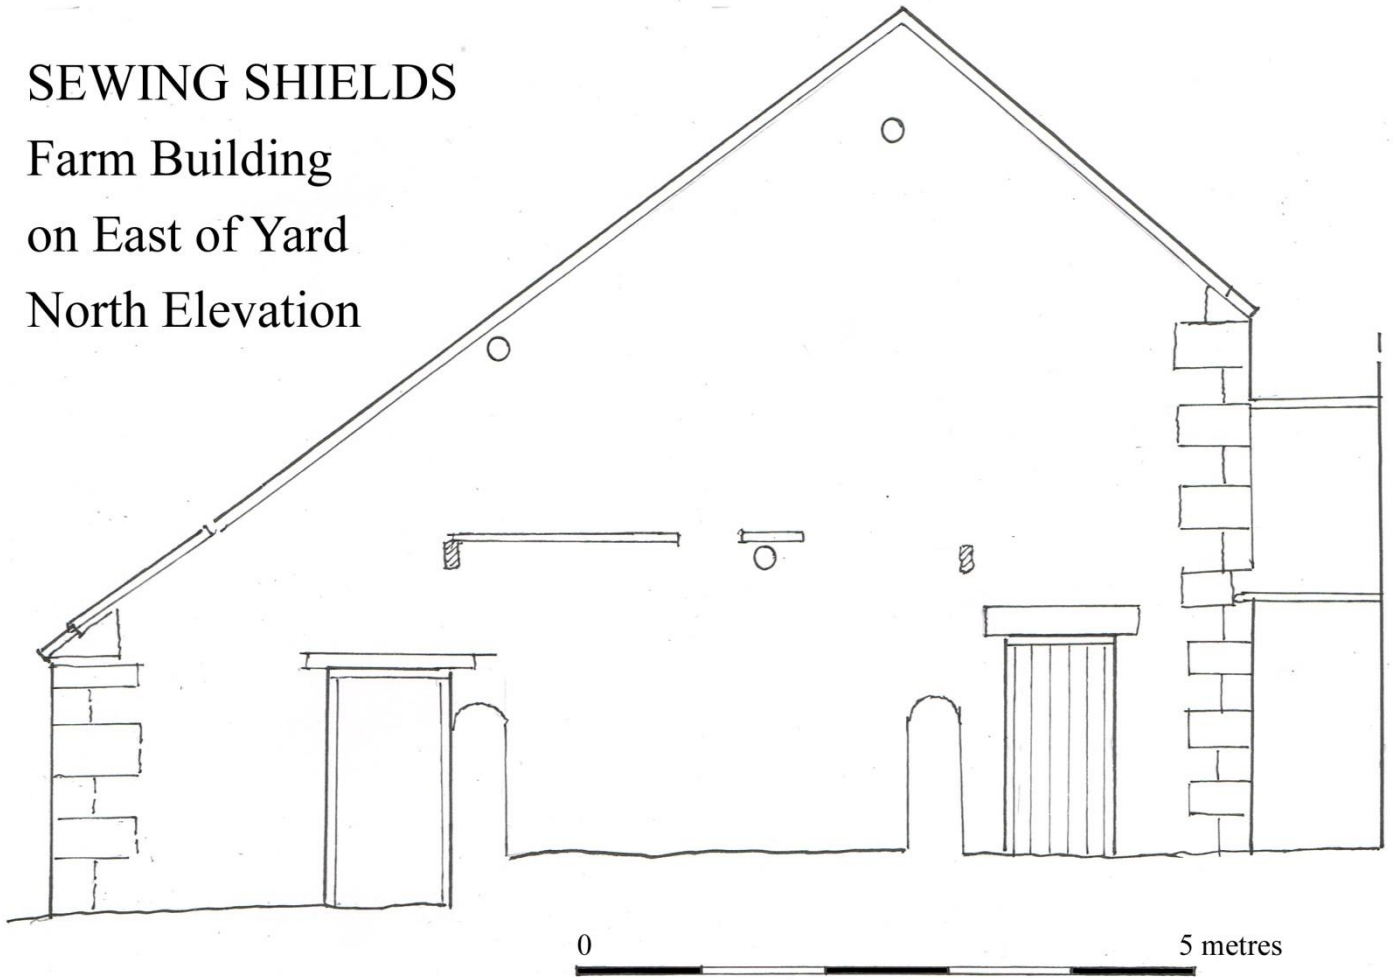 SEWING SHIELDS
Farm Building
on East of Yard
North Elevation
0 5 metres